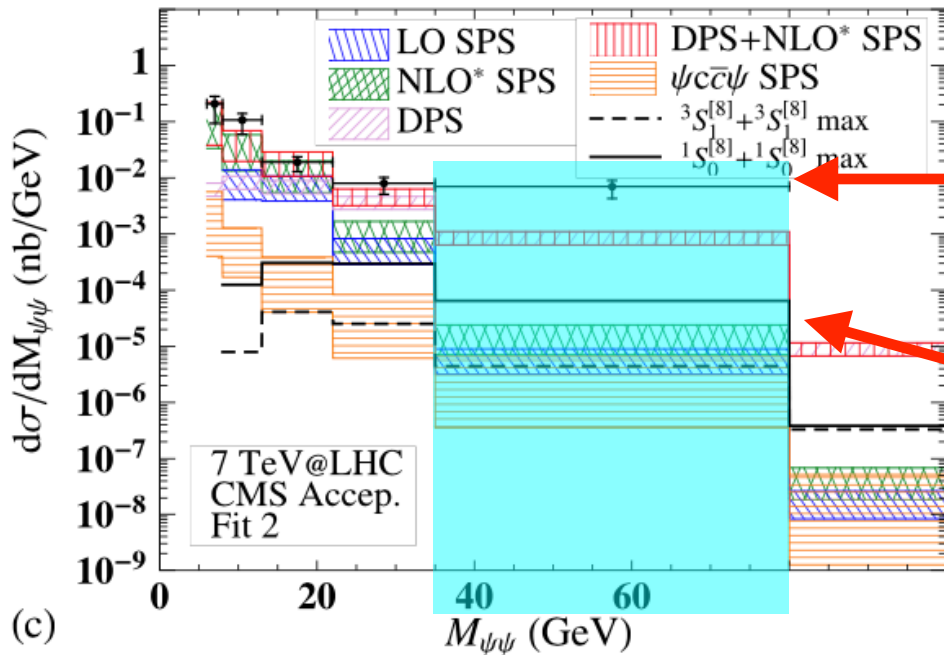 1
10⁻¹
10⁻²
10⁻³
10⁻⁴
10⁻⁵
10⁻⁶
10⁻⁷
10⁻⁸
10⁻⁹
dσ/dM_ψψ (nb/GeV)
LO SPS
NLO* SPS
DPS
DPS+NLO* SPS
ψcc̄ψ SPS
³S₁^[8]+³S₁^[8] max
¹S₀^[8]+¹S₀^[8] max
7 TeV@LHC
CMS Accep.
Fit 2
0 20 40 60
(c)
M_ψψ (GeV)